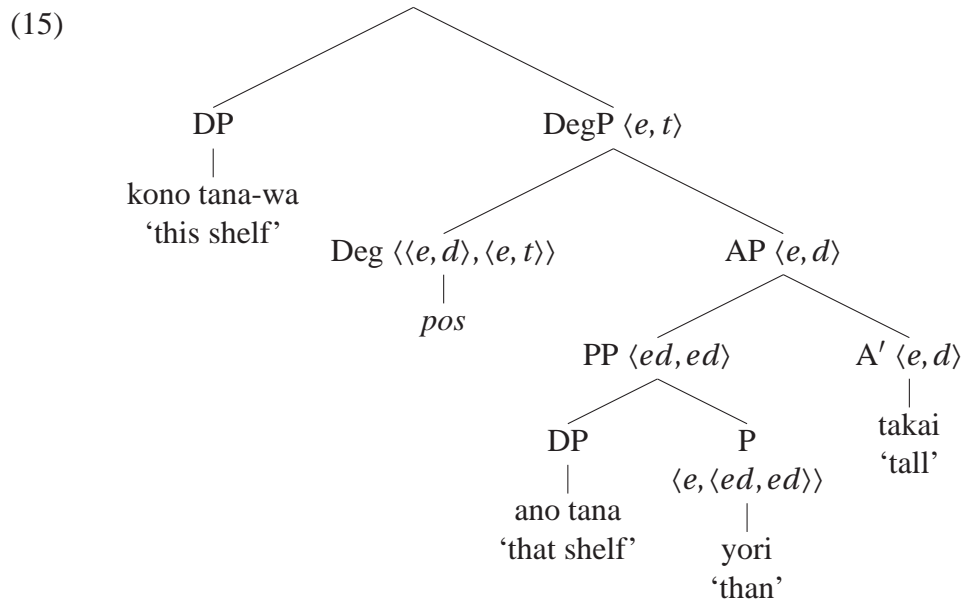 (15)
DP DegP ⟨e, t⟩
kono tana-wa
‘this shelf’
Deg ⟨⟨e, d⟩, ⟨e, t⟩⟩ AP ⟨e, d⟩
pos
PP ⟨ed, ed⟩ A′ ⟨e, d⟩
DP P takai
⟨e, ⟨ed, ed⟩⟩ ‘tall’
ano tana
‘that shelf’ yori
‘than’